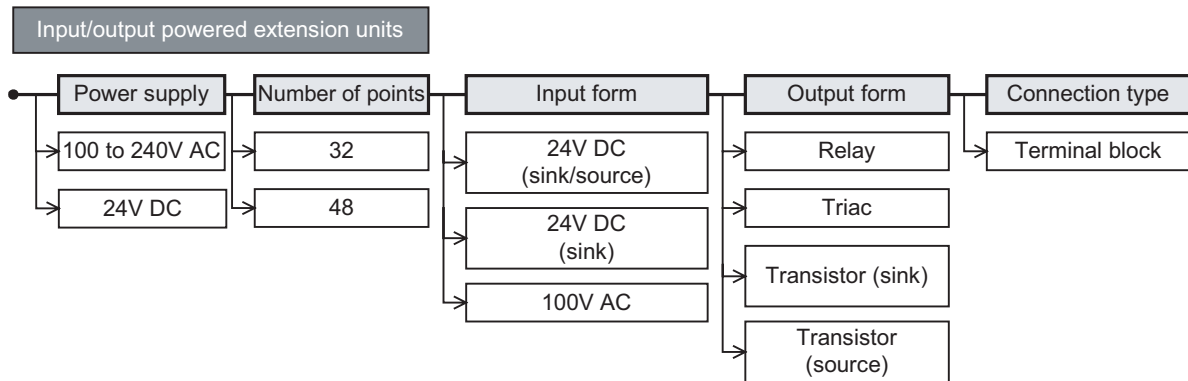 Input/output powered extension units
Power supply
Number of points
Input form
Output form
Connection type
100 to 240V AC
24V DC
32
48
24V DC
(sink/source)
24V DC
(sink)
100V AC
Relay
Triac
Transistor (sink)
Transistor
(source)
Terminal block